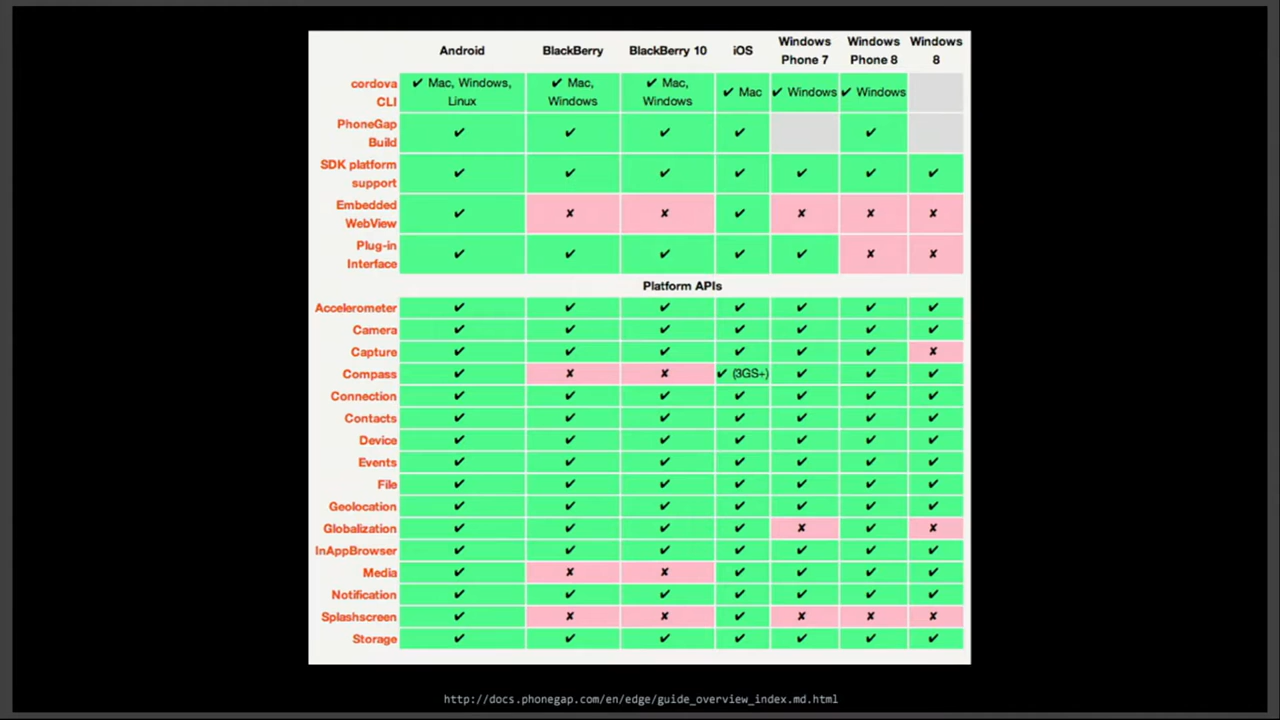 Android BlackBerry BlackBerry 10 iOS Windows Phone 7 Windows Phone 8 Windows 8
cordova CLI ✔ Mac, Windows, Linux ✔ Mac, Windows ✔ Mac, Windows ✔ Mac ✔ Windows ✔ Windows
PhoneGap Build ✔ ✔ ✔ ✔ ✔
SDK platform support ✔ ✔ ✔ ✔ ✔ ✔ ✔
Embedded WebView ✔ ✘ ✘ ✔ ✘ ✘ ✘
Plug-in Interface ✔ ✔ ✔ ✔ ✔ ✘ ✘
Platform APIs
Accelerometer ✔ ✔ ✔ ✔ ✔ ✔ ✔
Camera ✔ ✔ ✔ ✔ ✔ ✔ ✔
Capture ✔ ✔ ✔ ✔ ✔ ✔ ✘
Compass ✔ ✘ ✘ ✔ (3GS+) ✔ ✔ ✔
Connection ✔ ✔ ✔ ✔ ✔ ✔ ✔
Contacts ✔ ✔ ✔ ✔ ✔ ✔ ✔
Device ✔ ✔ ✔ ✔ ✔ ✔ ✔
Events ✔ ✔ ✔ ✔ ✔ ✔ ✔
File ✔ ✔ ✔ ✔ ✔ ✔ ✔
Geolocation ✔ ✔ ✔ ✔ ✔ ✔ ✔
Globalization ✔ ✔ ✔ ✔ ✘ ✔ ✘
InAppBrowser ✔ ✔ ✔ ✔ ✔ ✔ ✔
Media ✔ ✘ ✘ ✔ ✔ ✔ ✔
Notification ✔ ✔ ✔ ✔ ✔ ✔ ✔
Splashscreen ✔ ✘ ✘ ✔ ✘ ✘ ✘
Storage ✔ ✔ ✔ ✔ ✔ ✔ ✔
http://docs.phonegap.com/en/edge/guide_overview_index.md.html